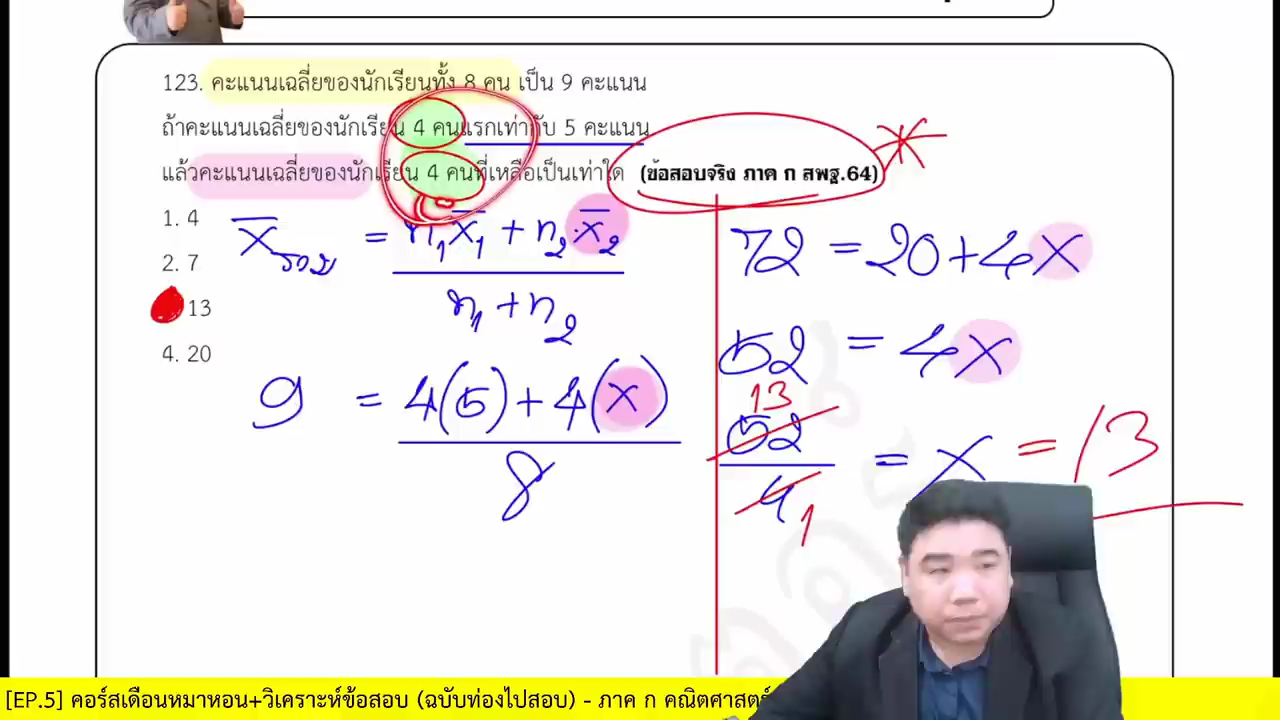 123. คะแนนเฉลี่ยของนักเรียนทั้ง 8 คน เป็น 9 คะแนน
ถ้าคะแนนเฉลี่ยของนักเรียน 4 คนแรกเท่ากับ 5 คะแนน
แล้วคะแนนเฉลี่ยของนักเรียน 4 คนที่เหลือเป็นเท่าใด (ข้อสอบจริง ภาค ก สพฐ.64)
1. 4
2. 7
13
4. 20
x̄รวม = n₁x̄₁ + n₂·x̄₂
n₁ + n₂
9 = 4(5) + 4(x)
8
72 = 20 + 4x
52 = 4x
13
52 = x = 13
4 1
[EP.5] คอร์สเดือนหมาหอน+วิเคราะห์ข้อสอบ (ฉบับท่องไปสอบ) - ภาค ก คณิตศาสตร์